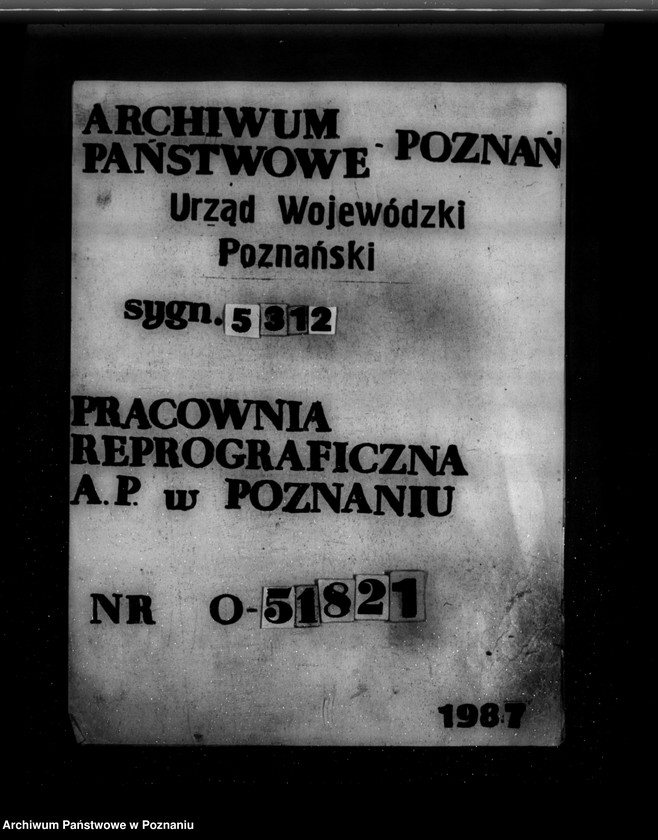 ARCHIWUM
PAŃSTWOWE - POZNAŃ
Urząd Wojewódzki
Poznański
sygn. 5312
PRACOWNIA
REPROGRAFICZNA
A.P. w POZNANIU
NR O-51821
1987
Archiwum Państwowe w Poznaniu